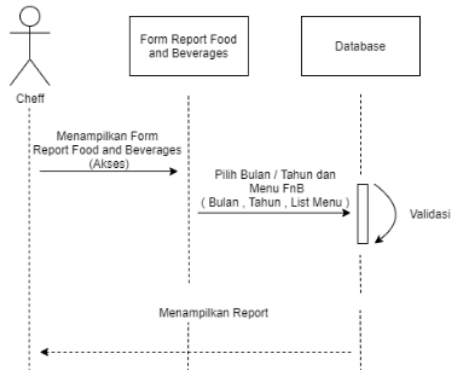 Form Report Food
and Beverages
Database
Cheff
Menampilkan Form
Report Food and Beverages
(Akses)
Pilih Bulan / Tahun dan
Menu FnB
( Bulan , Tahun , List Menu )
Validasi
Menampilkan Report